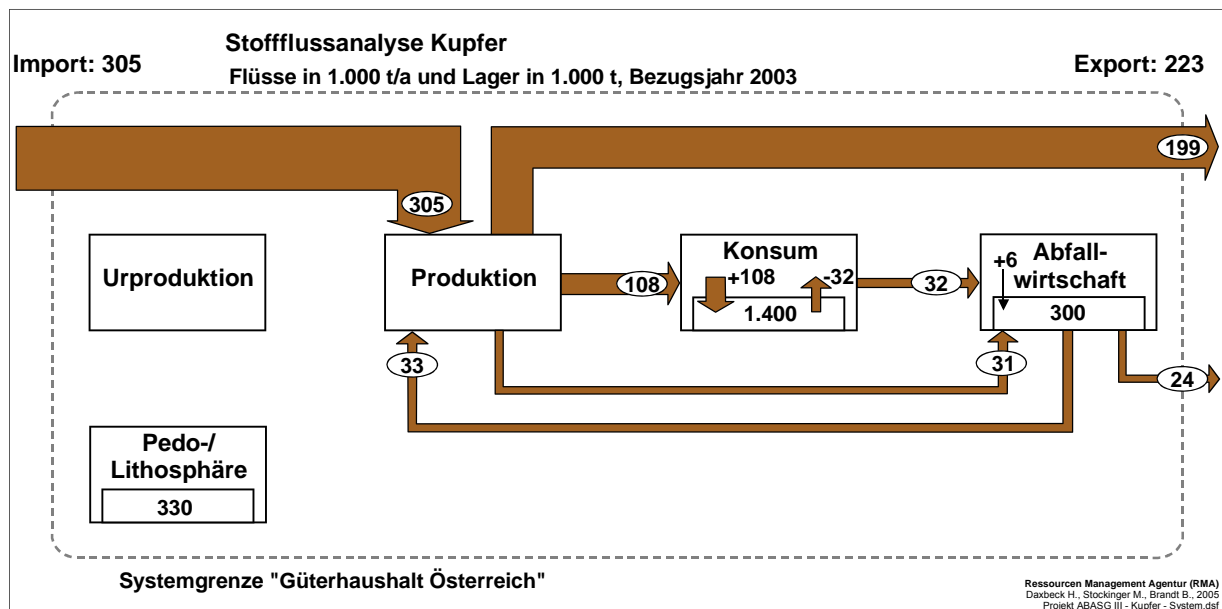 Stoffflussanalyse Kupfer
Import: 305
Export: 223
Flüsse in 1.000 t/a und Lager in 1.000 t, Bezugsjahr 2003
199
305
Urproduktion
Produktion
108
Konsum
+108
-32
1.400
32
Abfall-
wirtschaft
+6
300
33
31
24
Pedo-/
Lithosphäre
330
Systemgrenze "Güterhaushalt Österreich"
Ressourcen Management Agentur (RMA)
Daxbeck H., Stockinger M., Brandt B., 2005
Projekt ABASG III - Kupfer - System.dsf